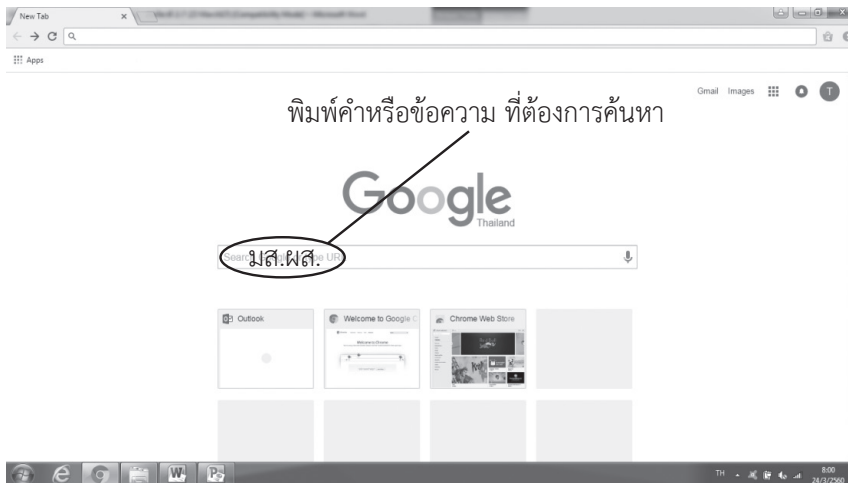 New Tab
Apps
Gmail Images
T
พิมพ์คำหรือข้อความ ที่ต้องการค้นหา
Google
Thailand
มส.ผส.
Outlook
Welcome to Google C
Chrome Web Store
TH
8:00
24/3/2560